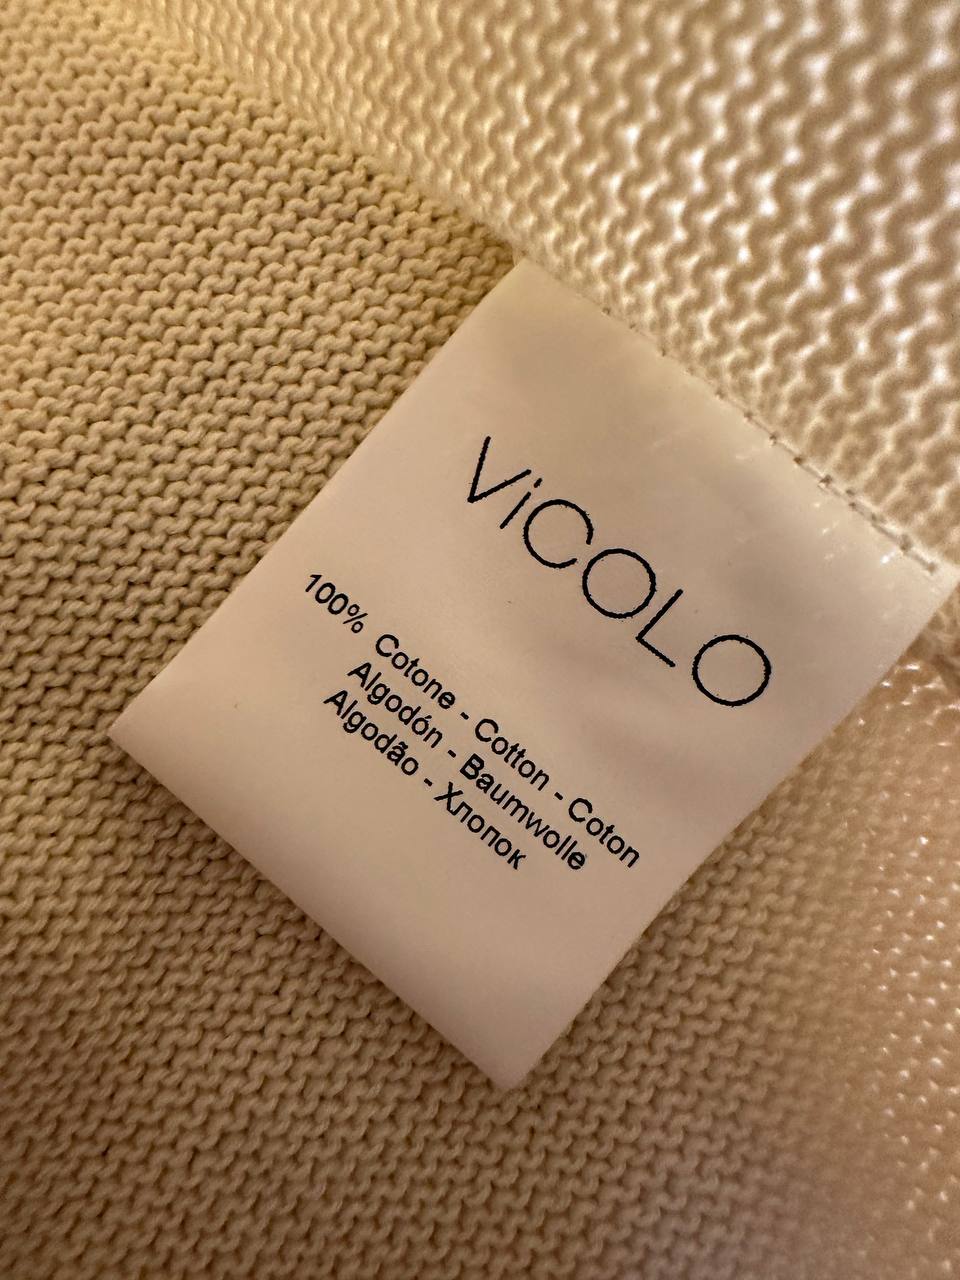 ViCOLO
100% Cotone - Cotton - Coton
Algodón - Baumwolle
Algodão - Хлопок